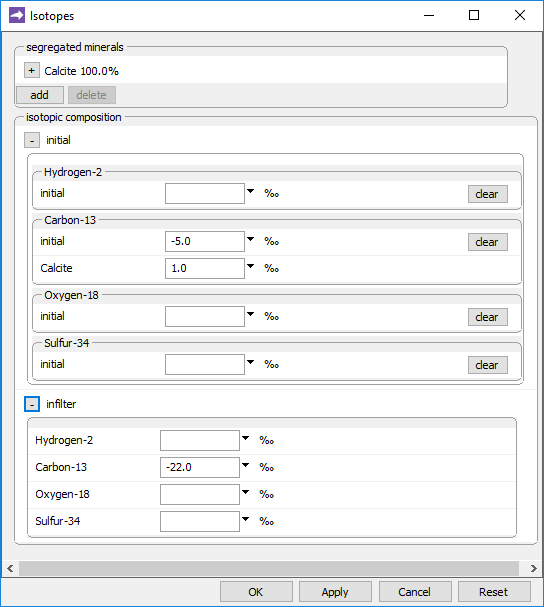 Isotopes
segregated minerals
+ Calcite 100.0%
add delete
isotopic composition
- initial
Hydrogen-2
initial ‰ clear
Carbon-13
initial -5.0 ‰ clear
Calcite 1.0 ‰
Oxygen-18
initial ‰ clear
Sulfur-34
initial ‰ clear
- infilter
Hydrogen-2 ‰
Carbon-13 -22.0 ‰
Oxygen-18 ‰
Sulfur-34 ‰
OK Apply Cancel Reset